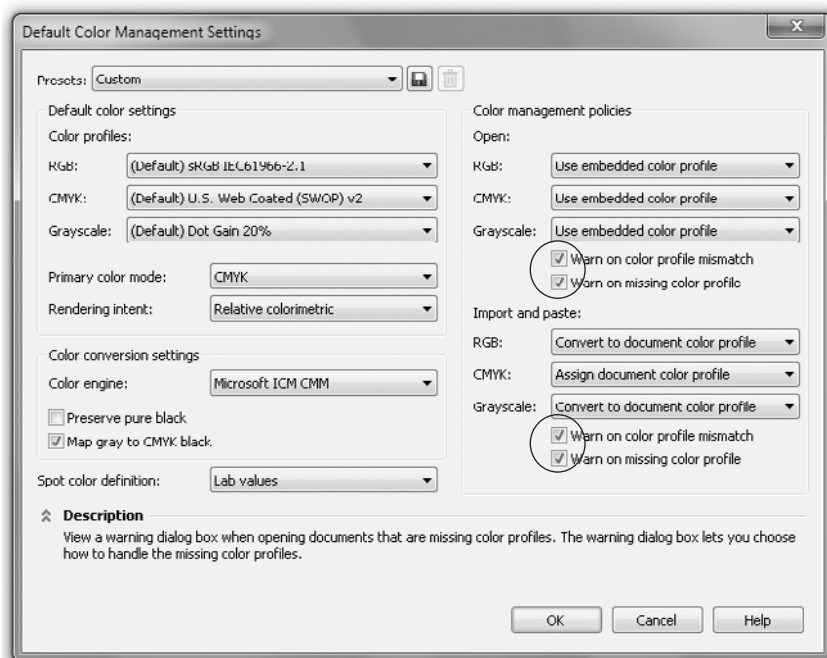 Default Color Management Settings
Presets: Custom
Default color settings
Color profiles:
RGB: (Default) sRGB IEC61966-2.1
CMYK: (Default) U.S. Web Coated (SWOP) v2
Grayscale: (Default) Dot Gain 20%
Primary color mode: CMYK
Rendering intent: Relative colorimetric
Color conversion settings
Color engine: Microsoft ICM CMM
Preserve pure black
Map gray to CMYK black
Spot color definition: Lab values
Color management policies
Open:
RGB: Use embedded color profile
CMYK: Use embedded color profile
Grayscale: Use embedded color profile
Warn on color profile mismatch
Warn on missing color profile
Import and paste:
RGB: Convert to document color profile
CMYK: Assign document color profile
Grayscale: Convert to document color profile
Warn on color profile mismatch
Warn on missing color profile
Description
View a warning dialog box when opening documents that are missing color profiles. The warning dialog box lets you choose
how to handle the missing color profiles.
OK Cancel Help